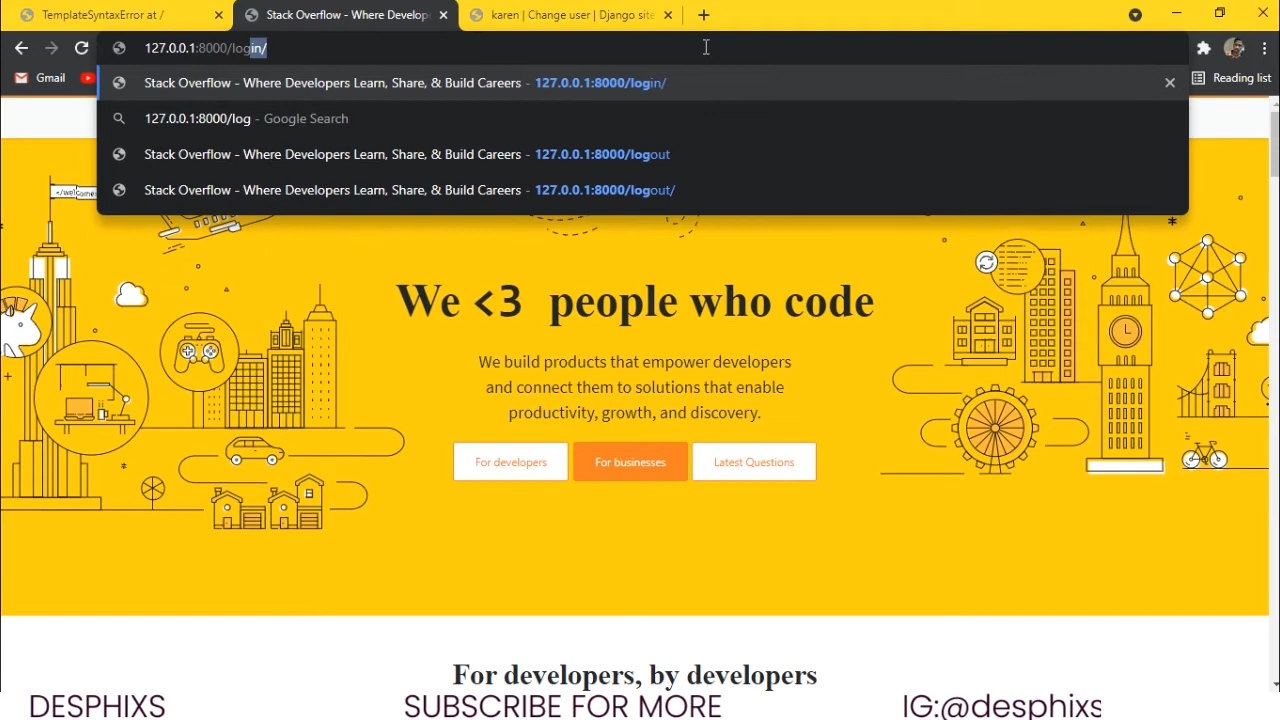 TemplateSyntaxError at /
Stack Overflow - Where Develop
karen | Change user | Django site
127.0.0.1:8000/login/
Gmail
Reading list
Stack Overflow - Where Developers Learn, Share, & Build Careers - 127.0.0.1:8000/login/
127.0.0.1:8000/log - Google Search
Stack Overflow - Where Developers Learn, Share, & Build Careers - 127.0.0.1:8000/logout
Stack Overflow - Where Developers Learn, Share, & Build Careers - 127.0.0.1:8000/logout/
We <3 people who code
We build products that empower developers
and connect them to solutions that enable
productivity, growth, and discovery.
For developers
For businesses
Latest Questions
For developers, by developers
DESPHIXS
SUBSCRIBE FOR MORE
IG:@desphixs